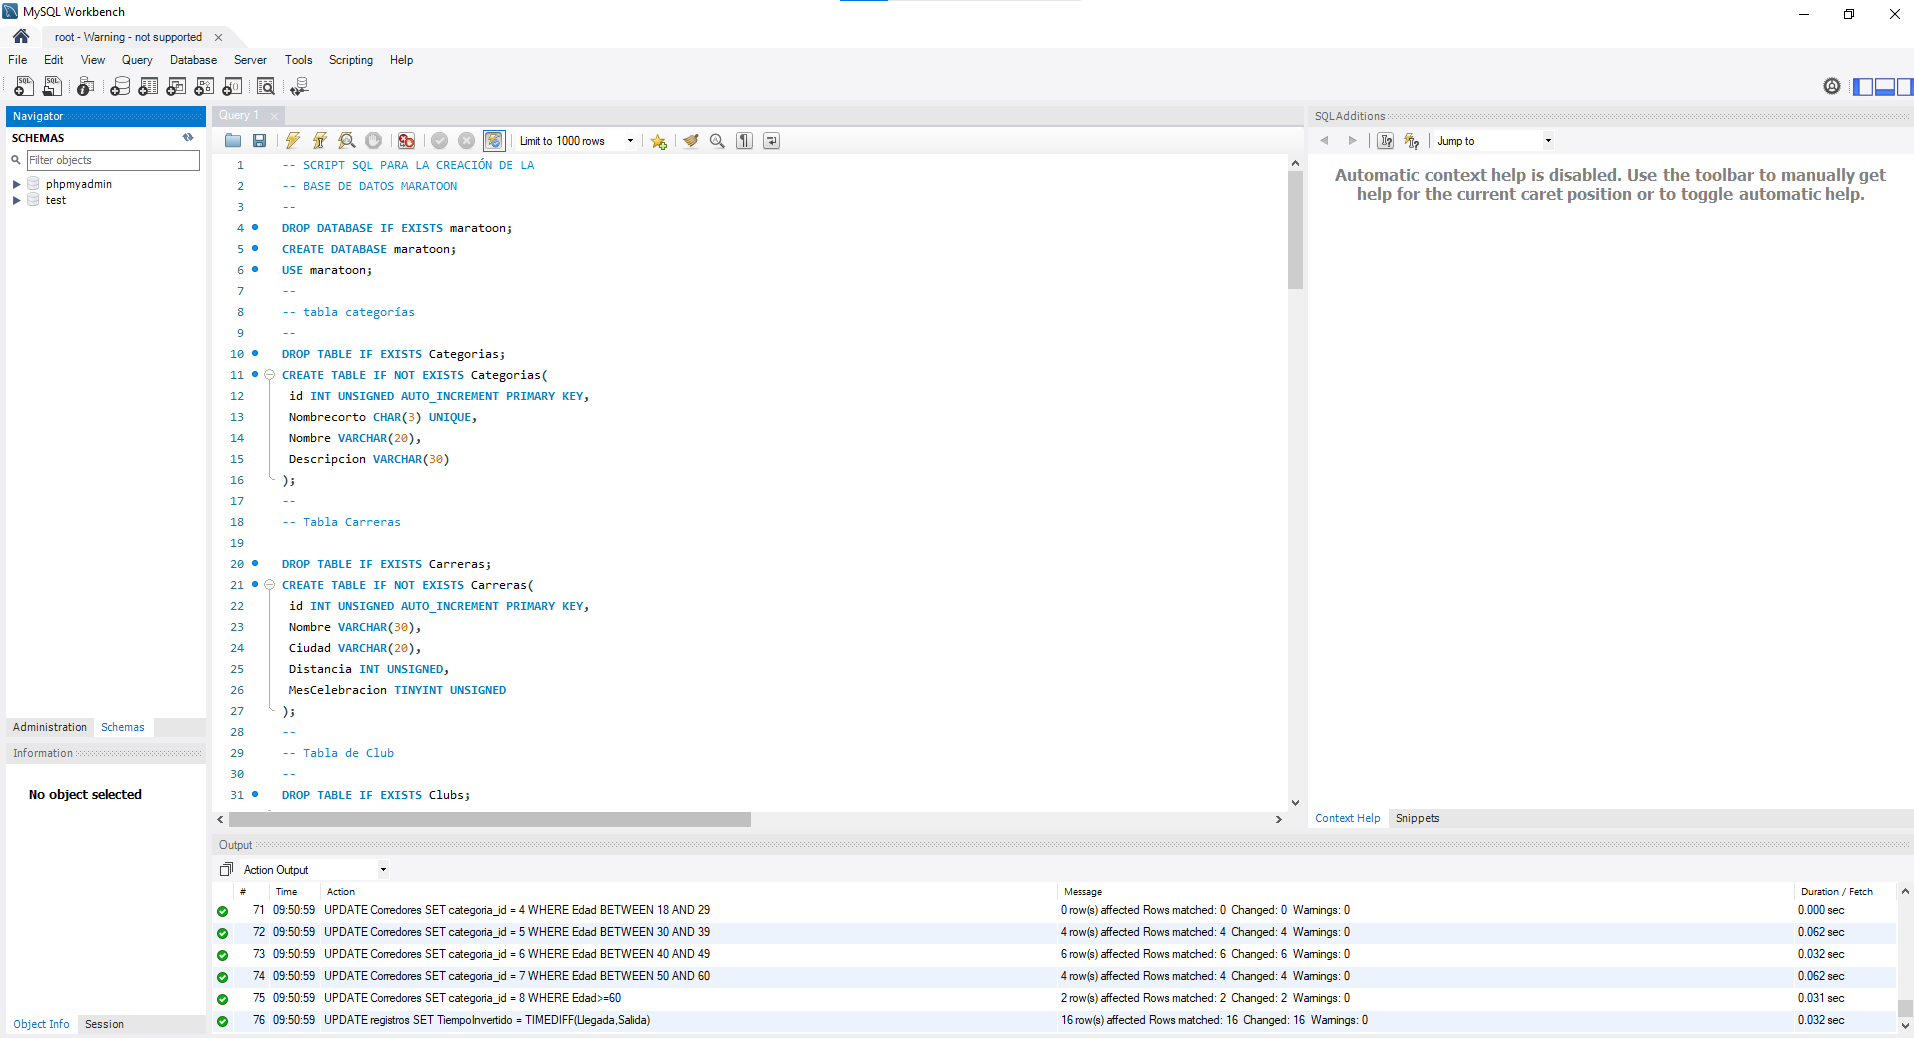 MySQL Workbench
root - Warning - not supported
File Edit View Query Database Server Tools Scripting Help
Navigator
SCHEMAS
Filter objects
phpmyadmin
test
Administration Schemas
Information
No object selected
Object Info Session
Query 1
Limit to 1000 rows
1 -- SCRIPT SQL PARA LA CREACIÓN DE LA
2 -- BASE DE DATOS MARATOON
3 --
4 DROP DATABASE IF EXISTS maratoon;
5 CREATE DATABASE maratoon;
6 USE maratoon;
7 --
8 -- tabla categorías
9 --
10 DROP TABLE IF EXISTS Categorias;
11 CREATE TABLE IF NOT EXISTS Categorias(
12 id INT UNSIGNED AUTO_INCREMENT PRIMARY KEY,
13 Nombrecorto CHAR(3) UNIQUE,
14 Nombre VARCHAR(20),
15 Descripcion VARCHAR(30)
16 );
17 --
18 -- Tabla Carreras
19
20 DROP TABLE IF EXISTS Carreras;
21 CREATE TABLE IF NOT EXISTS Carreras(
22 id INT UNSIGNED AUTO_INCREMENT PRIMARY KEY,
23 Nombre VARCHAR(30),
24 Ciudad VARCHAR(20),
25 Distancia INT UNSIGNED,
26 MesCelebracion TINYINT UNSIGNED
27 );
28 --
29 -- Tabla de Club
30 --
31 DROP TABLE IF EXISTS Clubs;
SQLAdditions
Jump to
Automatic context help is disabled. Use the toolbar to manually get
help for the current caret position or to toggle automatic help.
Context Help Snippets
Output
Action Output
# Time Action Message Duration / Fetch
71 09:50:59 UPDATE Corredores SET categoria_id = 4 WHERE Edad BETWEEN 18 AND 29 0 row(s) affected Rows matched: 0 Changed: 0 Warnings: 0 0.000 sec
72 09:50:59 UPDATE Corredores SET categoria_id = 5 WHERE Edad BETWEEN 30 AND 39 4 row(s) affected Rows matched: 4 Changed: 4 Warnings: 0 0.062 sec
73 09:50:59 UPDATE Corredores SET categoria_id = 6 WHERE Edad BETWEEN 40 AND 49 6 row(s) affected Rows matched: 6 Changed: 6 Warnings: 0 0.032 sec
74 09:50:59 UPDATE Corredores SET categoria_id = 7 WHERE Edad BETWEEN 50 AND 60 4 row(s) affected Rows matched: 4 Changed: 4 Warnings: 0 0.062 sec
75 09:50:59 UPDATE Corredores SET categoria_id = 8 WHERE Edad>=60 2 row(s) affected Rows matched: 2 Changed: 2 Warnings: 0 0.031 sec
76 09:50:59 UPDATE registros SET TiempoInvertido = TIMEDIFF(Llegada,Salida) 16 row(s) affected Rows matched: 16 Changed: 16 Warnings: 0 0.032 sec